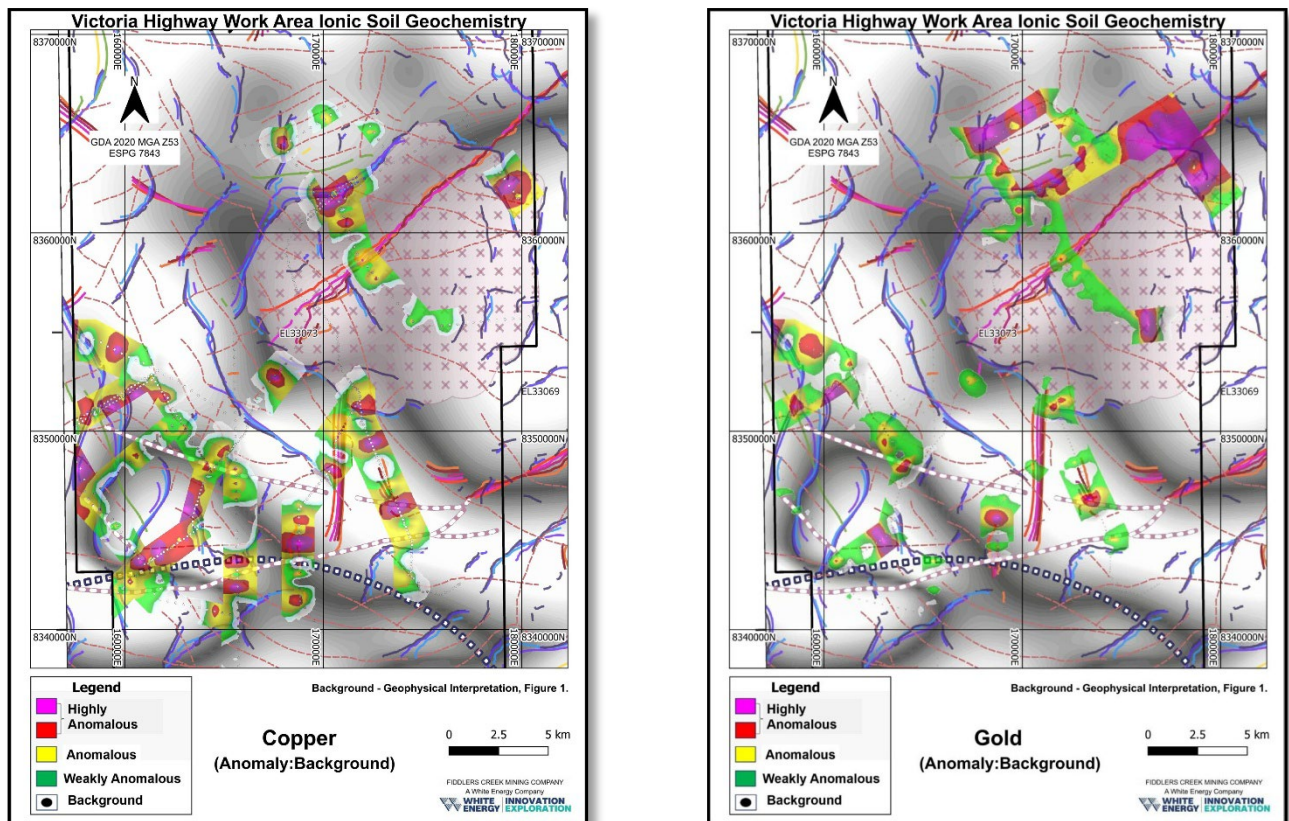 Victoria Highway Work Area Ionic Soil Geochemistry
8370000N
160000E
170000E
180000E
8370000N
N
GDA 2020 MGA Z53
ESPG 7843
8360000N
8360000N
EL33073
EL33069
8350000N
8350000N
8340000N
160000E
170000E
180000E
8340000N
Legend
Highly
Anomalous
Anomalous
Weakly Anomalous
Background
Background - Geophysical Interpretation, Figure 1.
Copper
(Anomaly:Background)
0 2.5 5 km
FIDDLERS CREEK MINING COMPANY
A White Energy Company
WHITE ENERGY
INNOVATION EXPLORATION
Victoria Highway Work Area Ionic Soil Geochemistry
8370000N
160000E
170000E
180000E
8370000N
N
GDA 2020 MGA Z53
ESPG 7843
8360000N
8360000N
EL33073
EL33069
8350000N
8350000N
8340000N
160000E
170000E
180000E
8340000N
Legend
Highly
Anomalous
Anomalous
Weakly Anomalous
Background
Background - Geophysical Interpretation, Figure 1.
Gold
(Anomaly:Background)
0 2.5 5 km
FIDDLERS CREEK MINING COMPANY
A White Energy Company
WHITE ENERGY
INNOVATION EXPLORATION